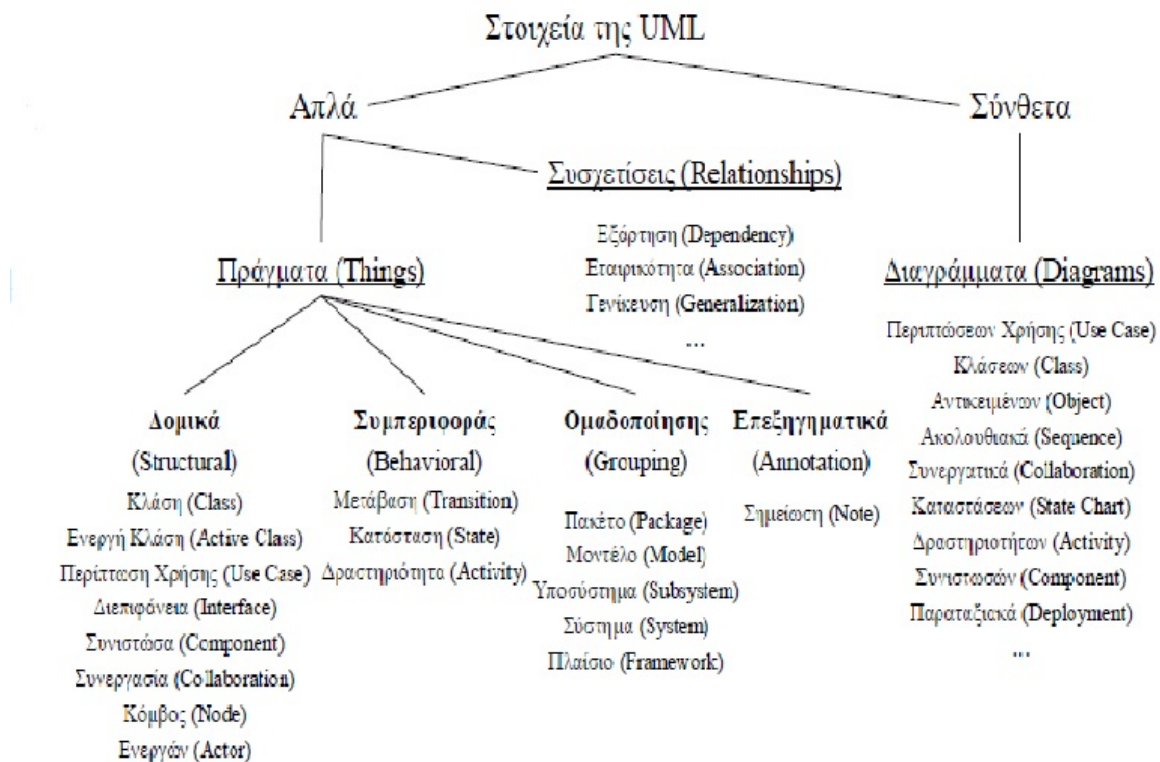 Στοιχεία της UML
Απλά
Σύνθετα
Συσχετίσεις (Relationships)
Εξάρτηση (Dependency)
Εταιρικότητα (Association)
Γενίκευση (Generalization)
...
Πράγματα (Things)
Δομικά
(Structural)
Κλάση (Class)
Ενεργή Κλάση (Active Class)
Περίπτωση Χρήσης (Use Case)
Διεπιφάνεια (Interface)
Συνιστώσα (Component)
Συνεργασία (Collaboration)
Κόμβος (Node)
Ενεργών (Actor)
Συμπεριφοράς
(Behavioral)
Μετάβαση (Transition)
Κατάσταση (State)
Δραστηριότητα (Activity)
Ομαδοποίησης
(Grouping)
Πακέτο (Package)
Μοντέλο (Model)
Υποσύστημα (Subsystem)
Σύστημα (System)
Πλαίσιο (Framework)
Επεξηγηματικά
(Annotation)
Σημείωση (Note)
Διαγράμματα (Diagrams)
Περιπτώσεων Χρήσης (Use Case)
Κλάσεων (Class)
Αντικειμένων (Object)
Ακολουθιακά (Sequence)
Συνεργατικά (Collaboration)
Καταστάσεων (State Chart)
Δραστηριοτήτων (Activity)
Συνιστωσών (Component)
Παραταξιακά (Deployment)
...